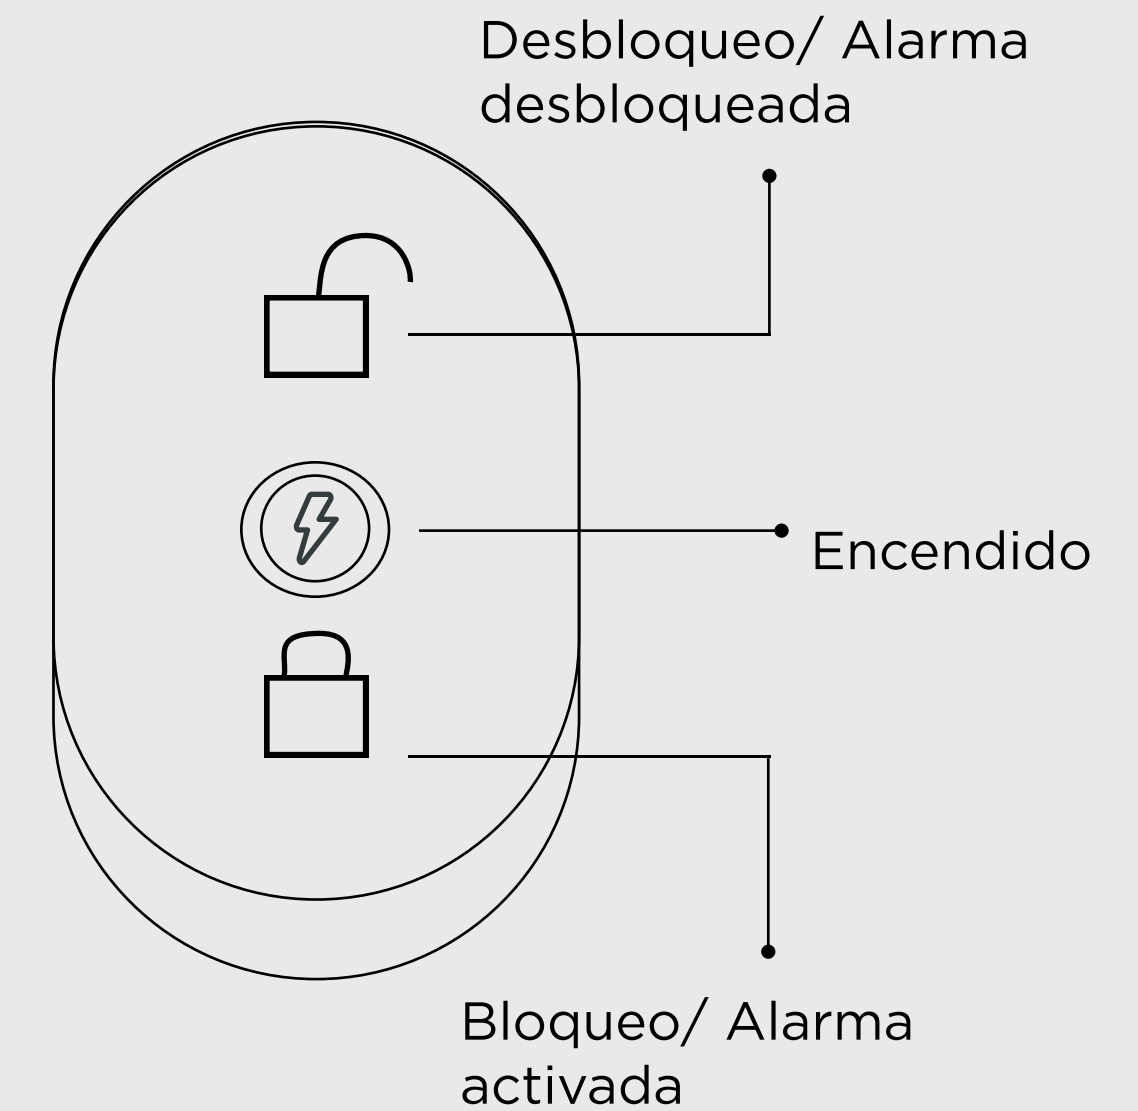 Desbloqueo/ Alarma
desbloqueada
Encendido
Bloqueo/ Alarma
activada